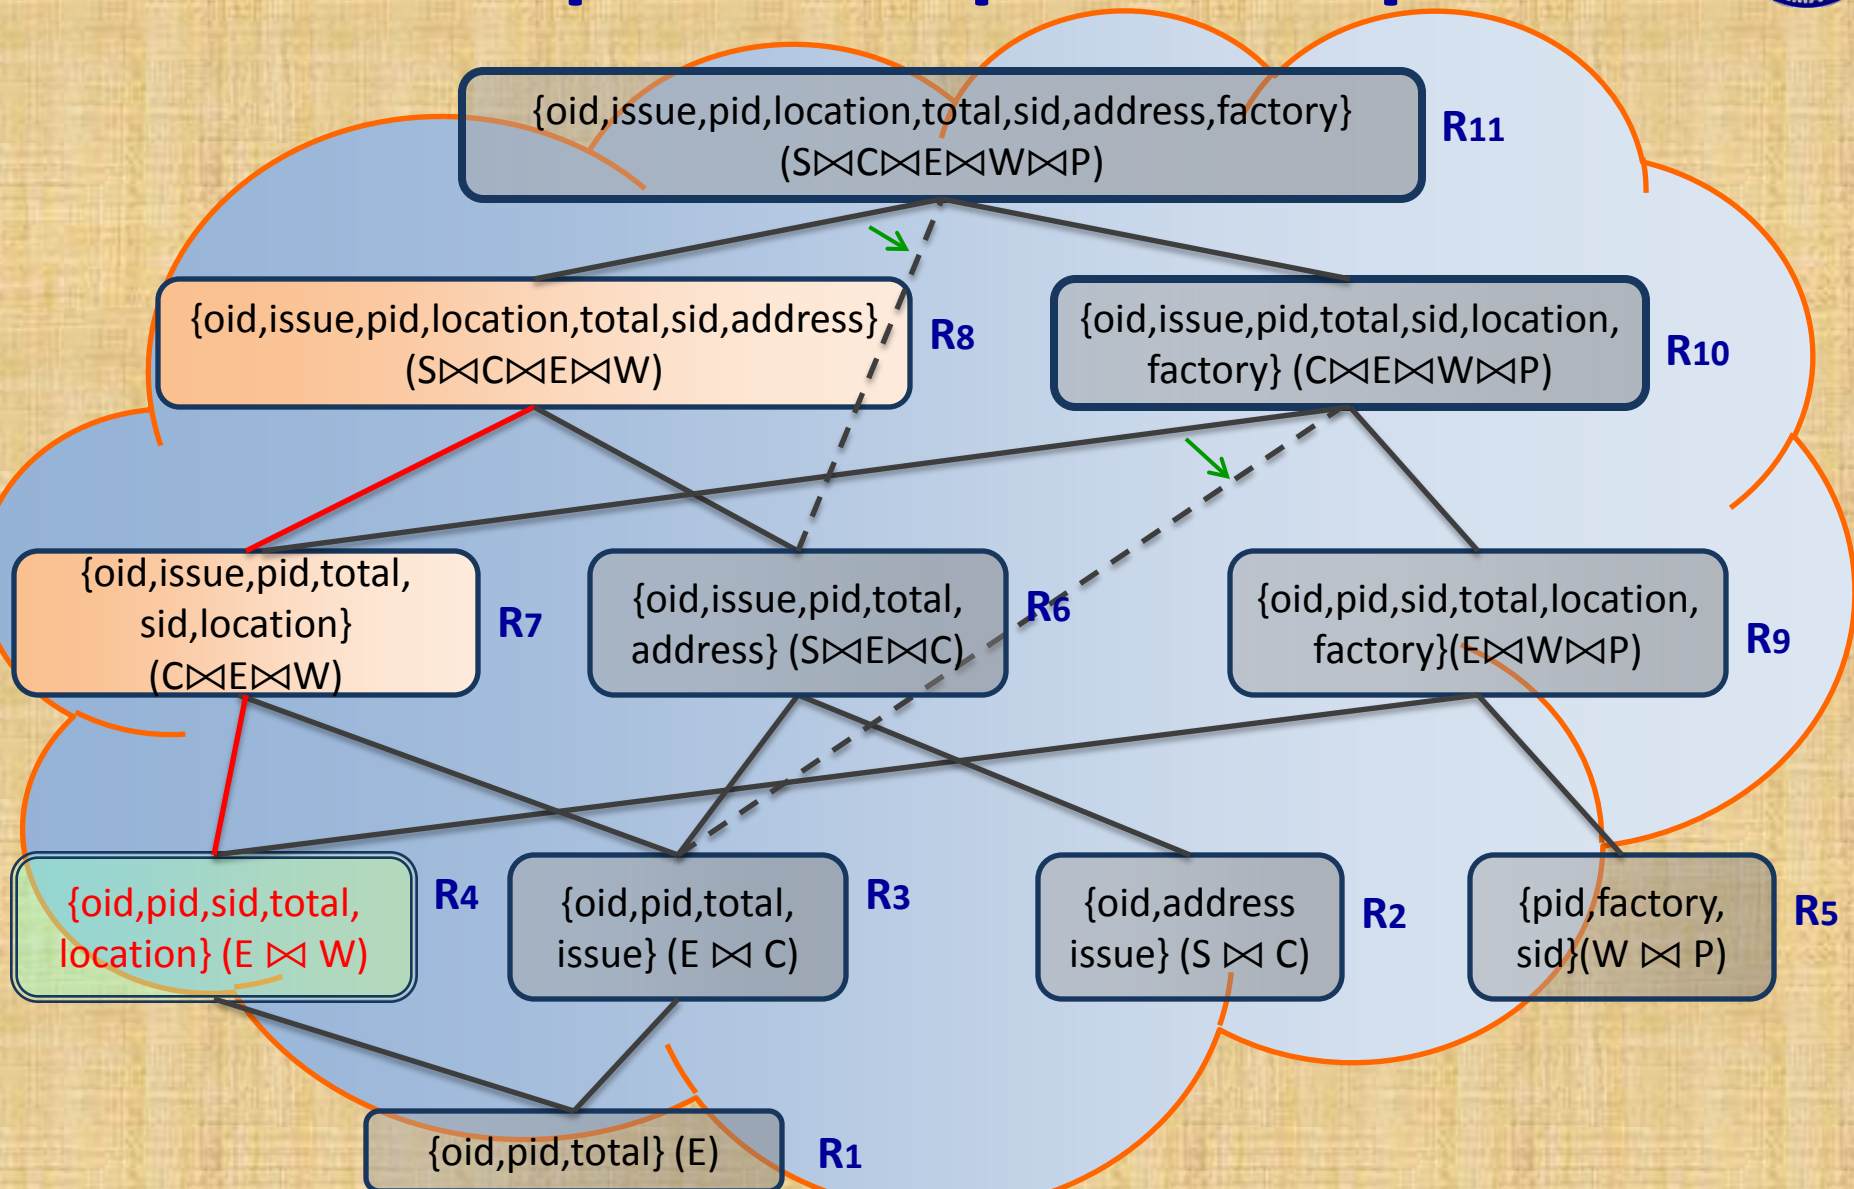 {oid,issue,pid,location,total,sid,address,factory}
(S⋈C⋈E⋈W⋈P)
R11
{oid,issue,pid,location,total,sid,address}
(S⋈C⋈E⋈W)
R8
{oid,issue,pid,total,sid,location,
factory} (C⋈E⋈W⋈P)
R10
{oid,issue,pid,total,
sid,location}
(C⋈E⋈W)
R7
{oid,issue,pid,total,
address} (S⋈E⋈C)
R6
{oid,pid,sid,total,location,
factory}(E⋈W⋈P)
R9
{oid,pid,sid,total,
location} (E ⋈ W)
R4
{oid,pid,total,
issue} (E ⋈ C)
R3
{oid,address
issue} (S ⋈ C)
R2
{pid,factory,
sid}(W ⋈ P)
R5
{oid,pid,total} (E)
R1